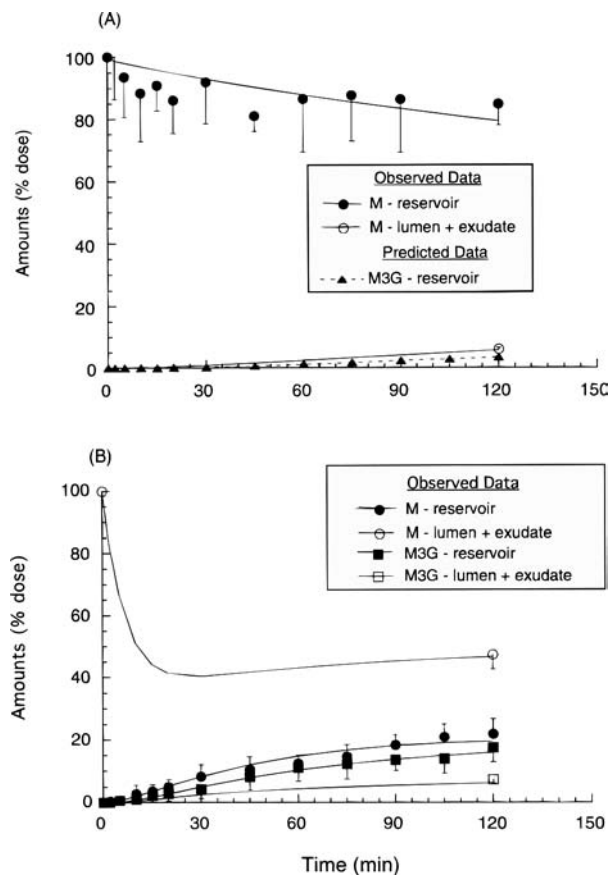 (A)
100
80
60
40
20
0
Amounts (% dose)
Observed Data
M - reservoir
M - lumen + exudate
Predicted Data
M3G - reservoir
0 30 60 90 120 150
(B)
100
80
60
40
20
0
Amounts (% dose)
Observed Data
M - reservoir
M - lumen + exudate
M3G - reservoir
M3G - lumen + exudate
0 30 60 90 120 150
Time (min)